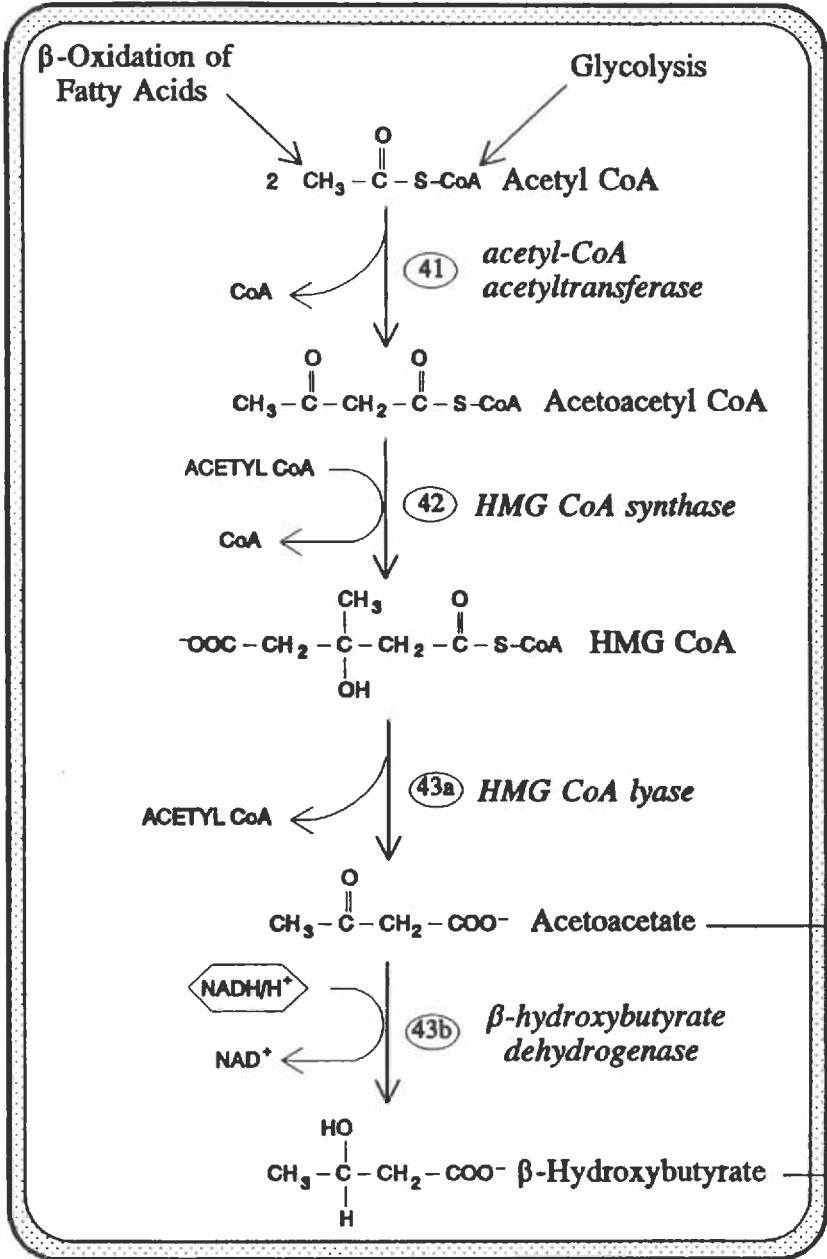 β-Oxidation of
Fatty Acids
Glycolysis
O
||
2 CH₃-C-S-CoA Acetyl CoA
41 acetyl-CoA
acetyltransferase
CoA
O O
|| ||
CH₃-C-CH₂-C-S-CoA Acetoacetyl CoA
ACETYL CoA
42 HMG CoA synthase
CoA
CH₃ O
| ||
⁻OOC-CH₂-C-CH₂-C-S-CoA HMG CoA
|
OH
43a HMG CoA lyase
ACETYL CoA
O
||
CH₃-C-CH₂-COO⁻ Acetoacetate
NADH/H⁺
43b β-hydroxybutyrate
dehydrogenase
NAD⁺
HO
|
CH₃-C-CH₂-COO⁻ β-Hydroxybutyrate
|
H